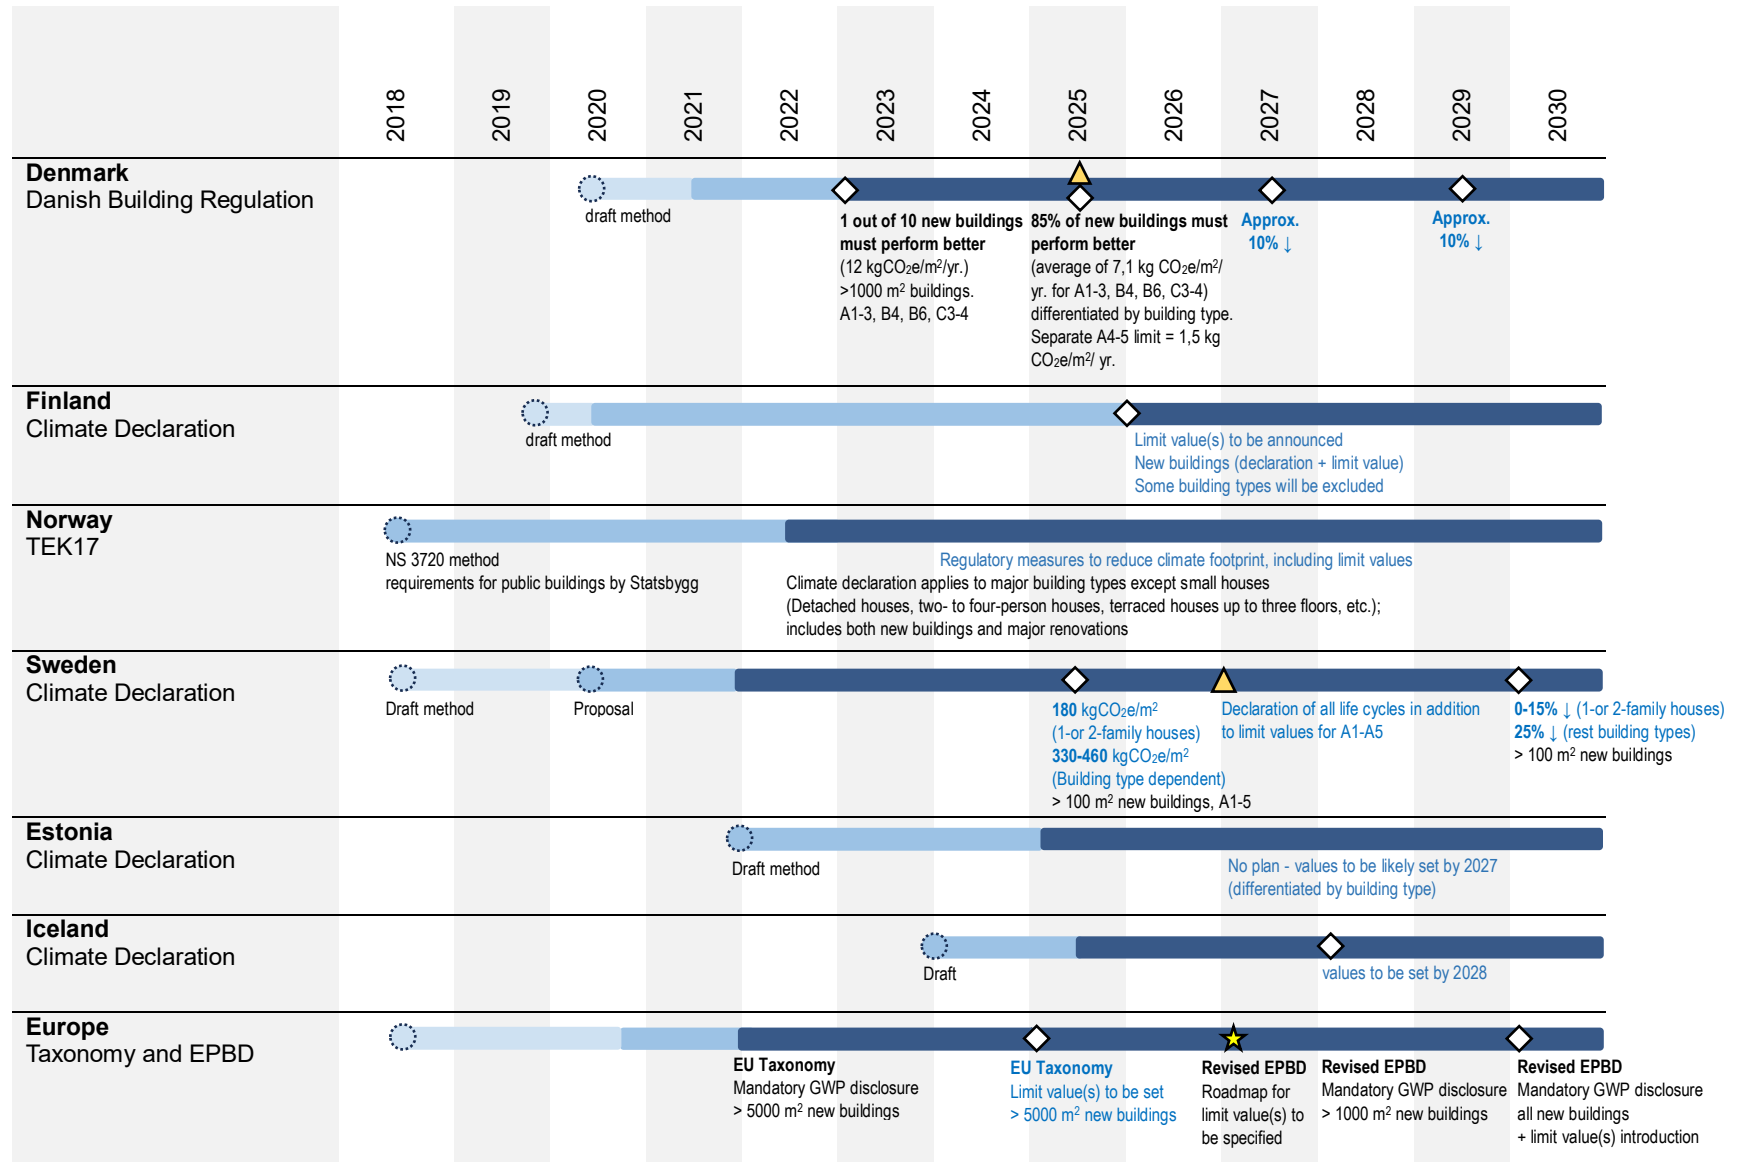 2018 2019 2020 2021 2022 2023 2024 2025 2026 2027 2028 2029 2030
Denmark
Danish Building Regulation
draft method
1 out of 10 new buildings
must perform better
(12 kgCO₂e/m²/yr.)
>1000 m² buildings.
A1-3, B4, B6, C3-4
85% of new buildings must
perform better
(average of 7,1 kg CO₂e/m²/
yr. for A1-3, B4, B6, C3-4)
differentiated by building type.
Separate A4-5 limit = 1,5 kg
CO₂e/m²/ yr.
Approx.
10% ↓
Approx.
10% ↓
Finland
Climate Declaration
draft method
Limit value(s) to be announced
New buildings (declaration + limit value)
Some building types will be excluded
Norway
TEK17
NS 3720 method
requirements for public buildings by Statsbygg
Regulatory measures to reduce climate footprint, including limit values
Climate declaration applies to major building types except small houses
(Detached houses, two- to four-person houses, terraced houses up to three floors, etc.);
includes both new buildings and major renovations
Sweden
Climate Declaration
Draft method
Proposal
180 kgCO₂e/m²
(1-or 2-family houses)
330-460 kgCO₂e/m²
(Building type dependent)
> 100 m² new buildings, A1-5
Declaration of all life cycles in addition
to limit values for A1-A5
0-15% ↓ (1-or 2-family houses)
25% ↓ (rest building types)
> 100 m² new buildings
Estonia
Climate Declaration
Draft method
No plan - values to be likely set by 2027
(differentiated by building type)
Iceland
Climate Declaration
Draft
values to be set by 2028
Europe
Taxonomy and EPBD
EU Taxonomy
Mandatory GWP disclosure
> 5000 m² new buildings
EU Taxonomy
Limit value(s) to be set
> 5000 m² new buildings
Revised EPBD
Roadmap for
limit value(s) to
be specified
Revised EPBD
Mandatory GWP disclosure
> 1000 m² new buildings
Revised EPBD
Mandatory GWP disclosure
all new buildings
+ limit value(s) introduction